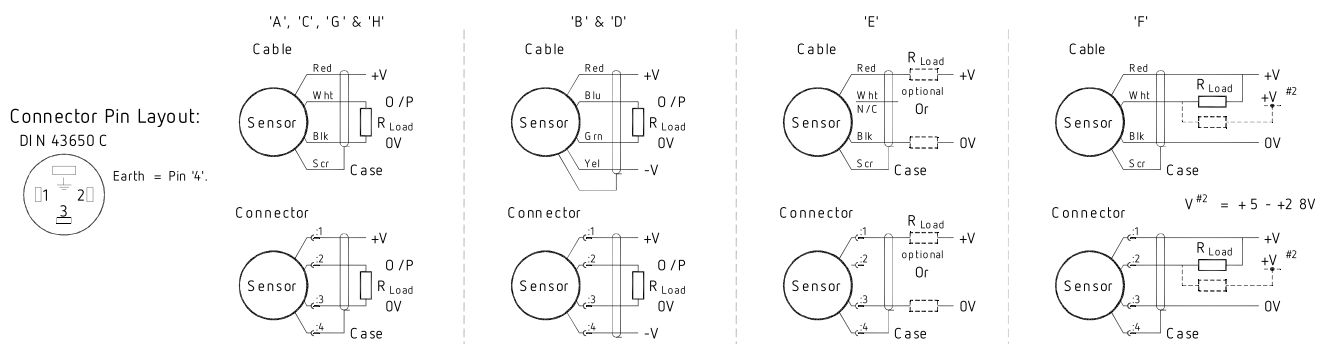 'A', 'C', 'G' & 'H'
'B' & 'D'
'E'
'F'
Connector Pin Layout:
DIN 43650 C
1 2
3
Earth = Pin '4'.
Cable
Red +V
Wht O/P
Sensor R Load
Blk 0V
Scr Case
Connector
:1 +V
:2 O/P
Sensor R Load
:3 0V
:4 Case
Cable
Red +V
Blu O/P
Sensor R Load
Grn 0V
Yel -V
Connector
:1 +V
:2 O/P
Sensor R Load
:3 0V
:4 -V
Cable
R Load
Red +V
optional
Wht
N/C Or
Sensor
Blk 0V
Scr Case
Connector
R Load
:1 +V
optional
:2 Or
Sensor
:3 0V
:4 Case
Cable
Red +V
R Load
Wht +V #2
Sensor
Blk 0V
Scr Case
V #2 = +5 - +28V
Connector
:1 +V
R Load
:2 +V #2
Sensor
:3 0V
:4 Case